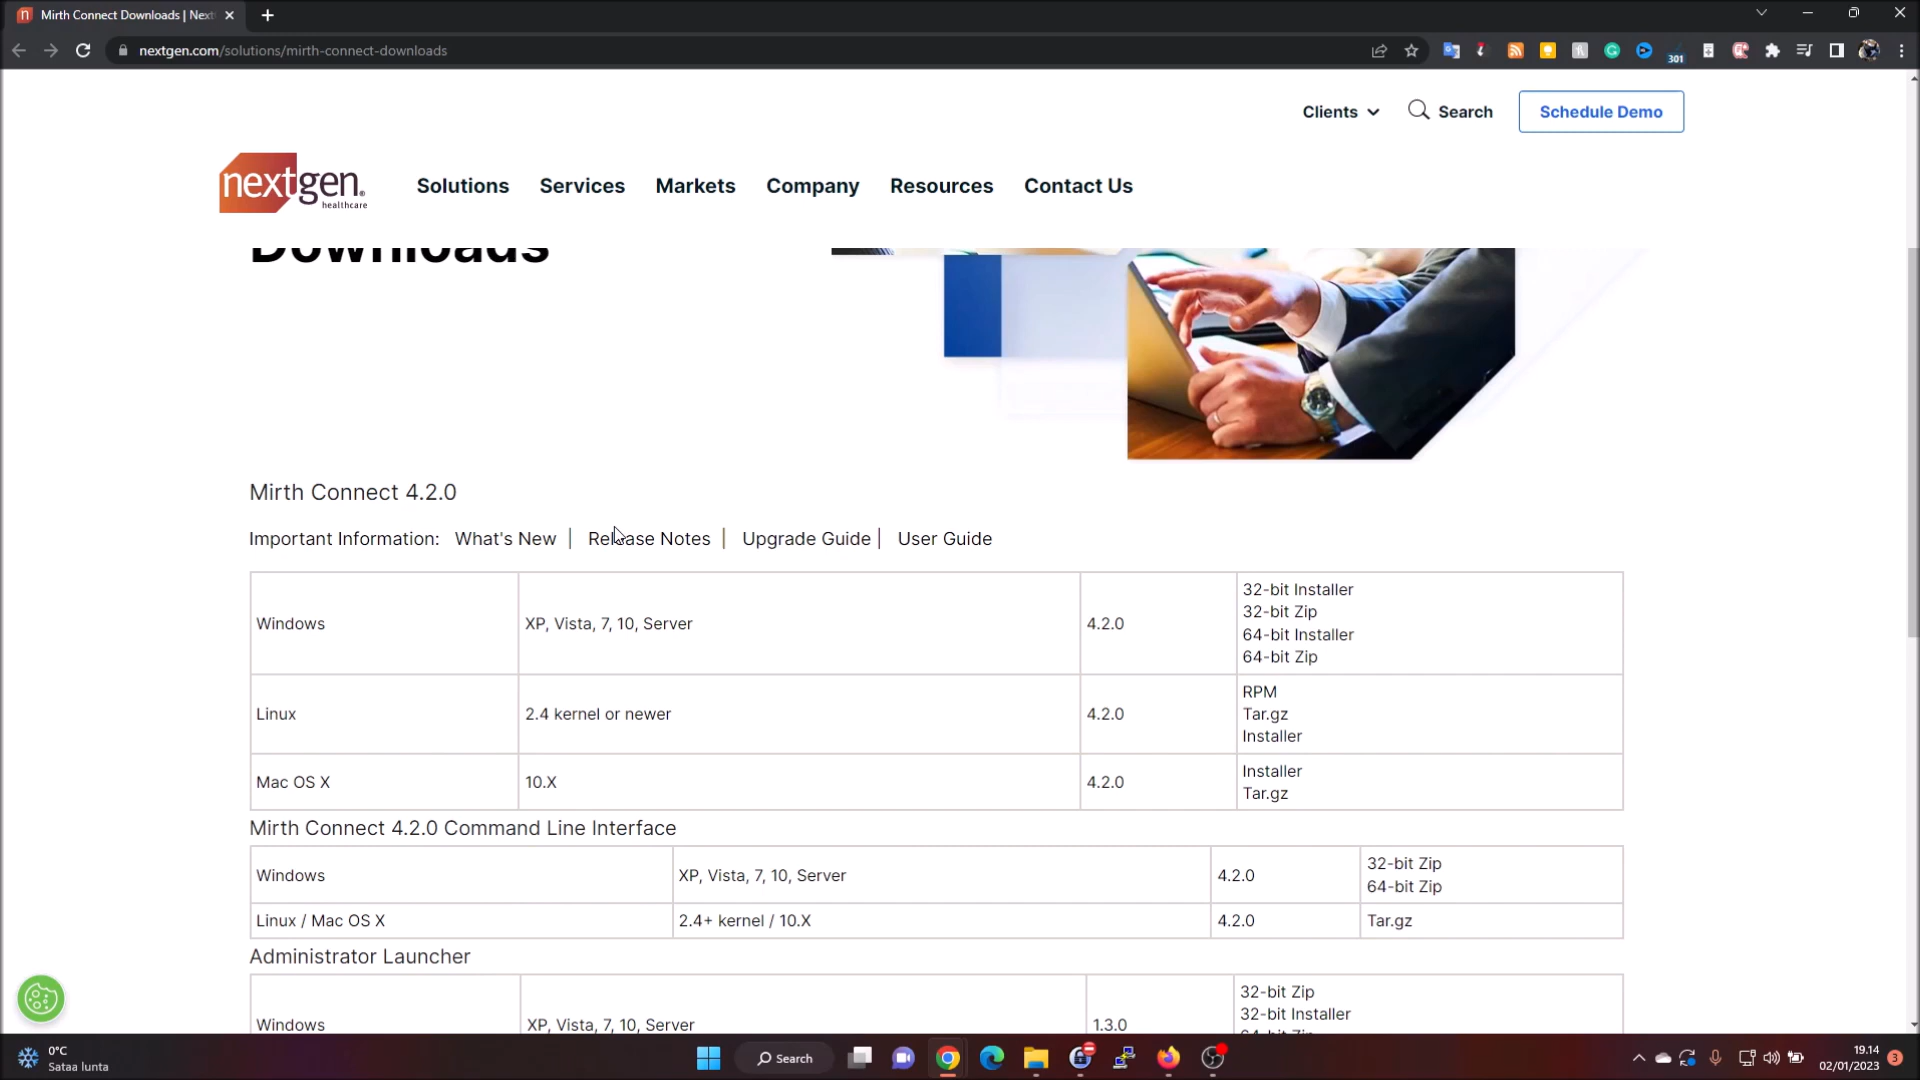 Mirth Connect Downloads | Next
nextgen.com/solutions/mirth-connect-downloads
301
Clients
Search
Schedule Demo
nextgen
healthcare
Solutions
Services
Markets
Company
Resources
Contact Us
Downloads
Mirth Connect 4.2.0
Important Information: What's New | Release Notes | Upgrade Guide | User Guide
Windows
XP, Vista, 7, 10, Server
4.2.0
32-bit Installer
32-bit Zip
64-bit Installer
64-bit Zip
Linux
2.4 kernel or newer
4.2.0
RPM
Tar.gz
Installer
Mac OS X
10.X
4.2.0
Installer
Tar.gz
Mirth Connect 4.2.0 Command Line Interface
Windows
XP, Vista, 7, 10, Server
4.2.0
32-bit Zip
64-bit Zip
Linux / Mac OS X
2.4+ kernel / 10.X
4.2.0
Tar.gz
Administrator Launcher
Windows
XP, Vista, 7, 10, Server
1.3.0
32-bit Zip
32-bit Installer
64-bit Zip
0°C
Sataa lunta
Search
19.14
02/01/2023
3